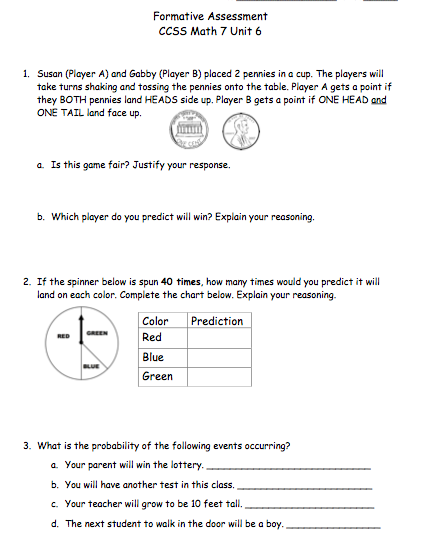 Formative Assessment
CCSS Math 7 Unit 6
1. Susan (Player A) and Gabby (Player B) placed 2 pennies in a cup. The players will
take turns shaking and tossing the pennies onto the table. Player A gets a point if
they BOTH pennies land HEADS side up. Player B gets a point if ONE HEAD and
ONE TAIL land face up.
ONE CENT
a. Is this game fair? Justify your response.
b. Which player do you predict will win? Explain your reasoning.
2. If the spinner below is spun 40 times, how many times would you predict it will
land on each color. Complete the chart below. Explain your reasoning.
RED GREEN
BLUE
Color Prediction
Red
Blue
Green
3. What is the probability of the following events occurring?
a. Your parent will win the lottery.
b. You will have another test in this class.
c. Your teacher will grow to be 10 feet tall.
d. The next student to walk in the door will be a boy.